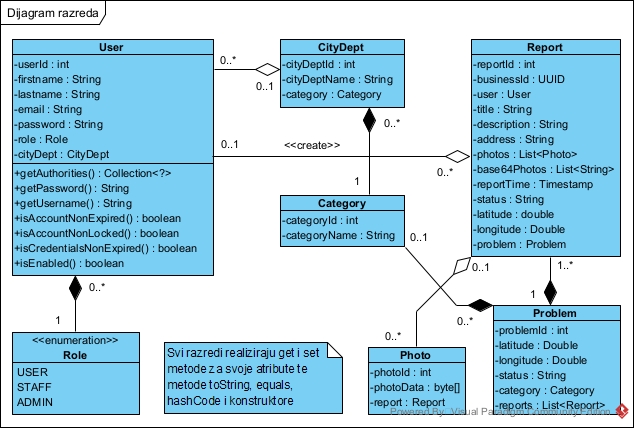 Dijagram razreda
User
-userId : int
-firstname : String
-lastname : String
-email : String
-password : String
-role : Role
-cityDept : CityDept
+getAuthorities() : Collection<?>
+getPassword() : String
+getUsername() : String
+isAccountNonExpired() : boolean
+isAccountNonLocked() : boolean
+isCredentialsNonExpired() : boolean
+isEnabled() : boolean
0..*
0..1
CityDept
-cityDeptId : int
-cityDeptName : String
-category : Category
0..*
1
0..1
<<create>>
0..*
Report
-reportId : int
-businessId : UUID
-user : User
-title : String
-description : String
-address : String
-photos : List<Photo>
-base64Photos : List<String>
-reportTime : Timestamp
-status : String
-latitude : double
-longitude : Double
-problem : Problem
Category
-categoryId : int
-categoryName : String
0..1
0..*
0..1
0..*
1..*
1
0..*
1
<<enumeration>>
Role
USER
STAFF
ADMIN
Svi razredi realiziraju get i set
metode za svoje atribute te
metode toString, equals,
hashCode i konstruktore
Photo
-photoId : int
-photoData : byte[]
-report : Report
Problem
-problemId : int
-latitude : Double
-longitude : Double
-status : String
-category : Category
-reports : List<Report>
Powered By Visual Paradigm Community Edition